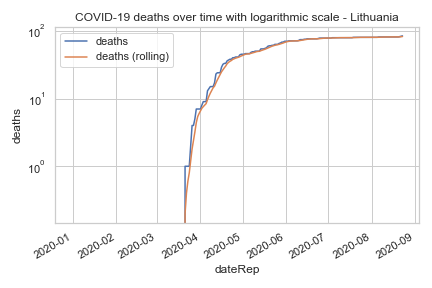 COVID-19 deaths over time with logarithmic scale - Lithuania
deaths
deaths (rolling)
10²
10¹
10⁰
deaths
2020-01
2020-02
2020-03
2020-04
2020-05
2020-06
2020-07
2020-08
2020-09
dateRep